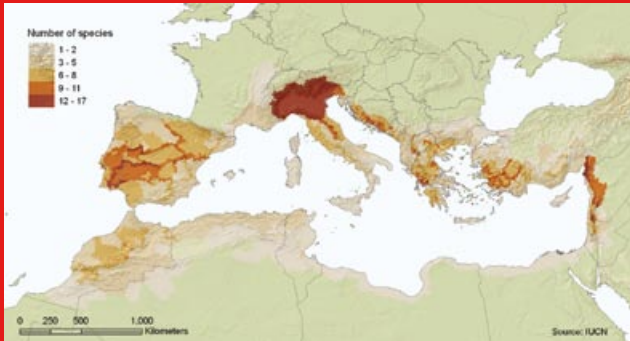 Number of species
1 - 2
3 - 5
6 - 8
9 - 11
12 - 17
0 250 500 1,000
Kilometers
Source: IUCN